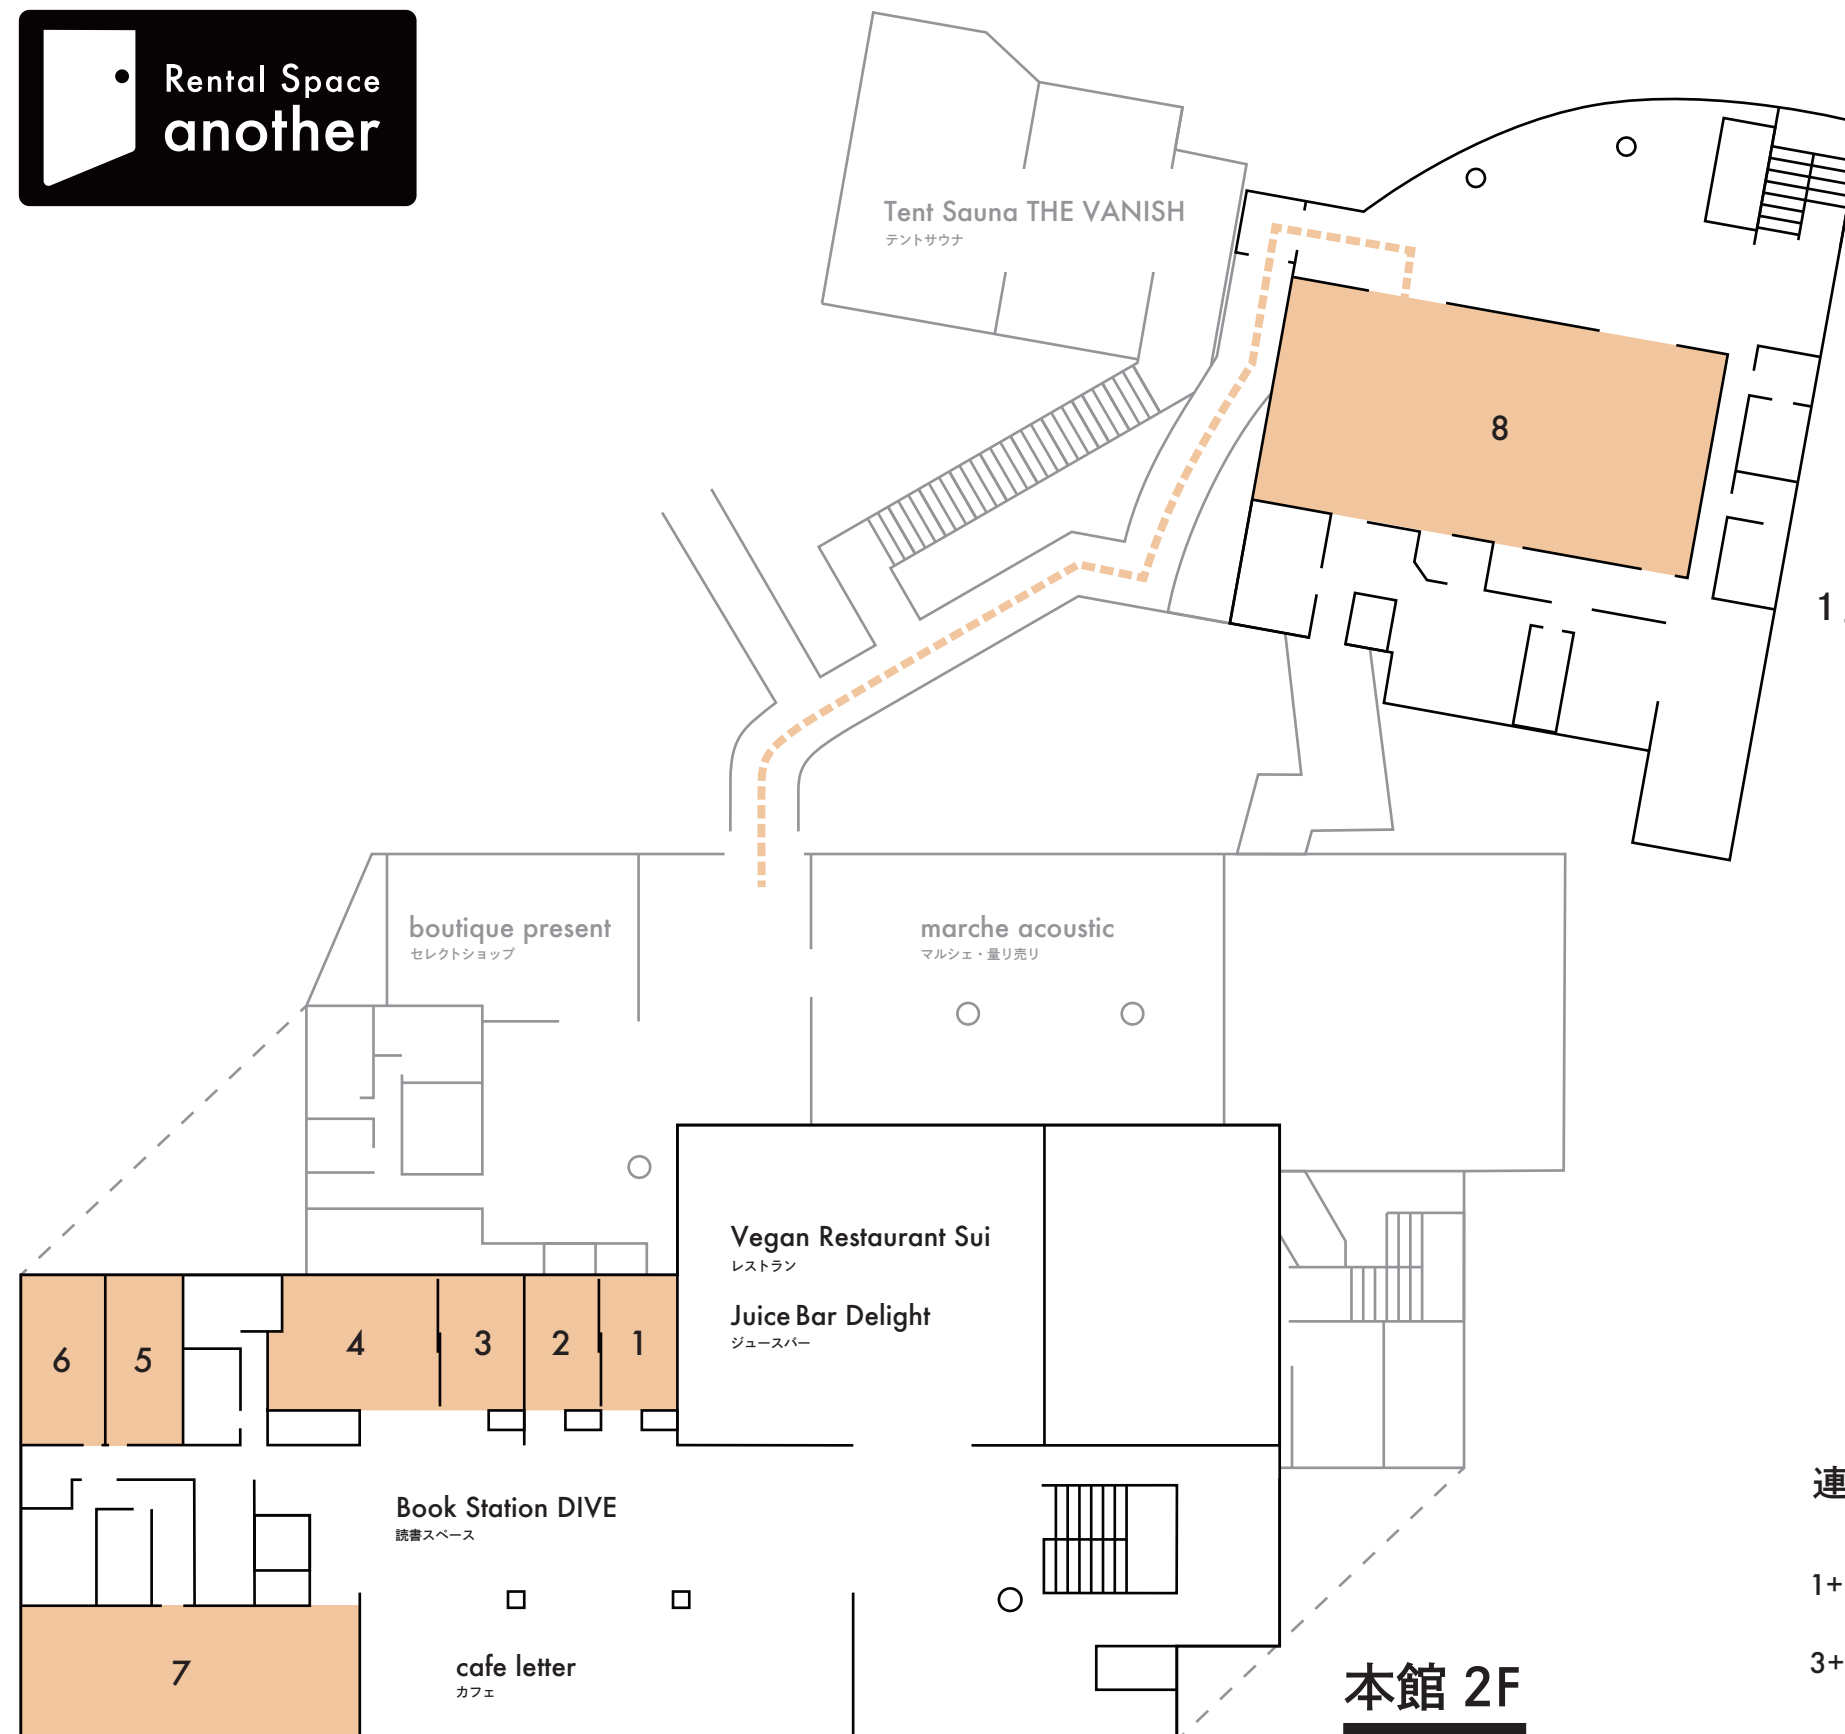 Rental Space
another
Tent Sauna THE VANISH
テントサウナ
8
1
boutique present
セレクトショップ
marche acoustic
マルシェ・量り売り
Vegan Restaurant Sui
レストラン
Juice Bar Delight
ジュースバー
6
5
4
3
2
1
連
Book Station DIVE
読書スペース
1+
3+
7
cafe letter
カフェ
本館 2F